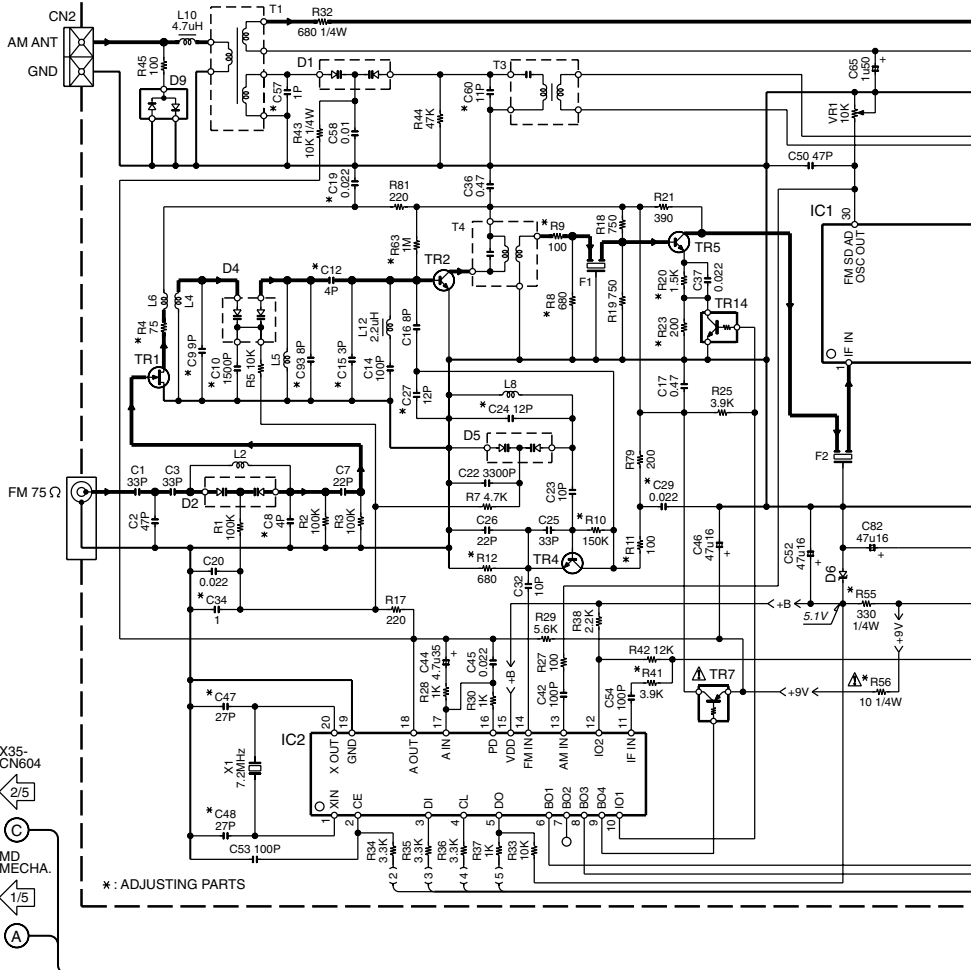 CN2
AM ANT
GND
L10
4.7uH
T1
R32
680 1/4W
R45
100
D9
* C57
1P
D1
R43
10K 1/4W
C58
0.01
R44
47K
* C60
11P
T3
C65
1u50
+
VR1
10K
C50 47P
* C19
0.022
R81
220
C36
0.47
* R63
1M
T4
* R9
100
R18
750
R21
390
TR5
IC1
30
FM SD AD
OSC OUT
IF IN
1
TR2
F1
* R8
680
R19 750
* R20
1.5K
C37
0.022
TR14
* R23
200
L6
L4
* R4
75
TR1
D4
* C12
4P
* C9 9P
* C10
1500P
R5 10K
L5
* C93 8P
* C15 3P
L12
2.2uH
C14
100P
C16 8P
* C27
12P
L8
* C24 12P
C17
0.47
R25
3.9K
F2
D5
C22 3300P
R7 4.7K
C23
10P
R79
200
* C29
0.022
FM 75Ω
C1
33P
C3
33P
L2
C7
22P
C2
47P
D2
R1
100K
* C8
4P
R2
100K
R3
100K
C26
22P
C25
33P
* R10
150K
* R12
680
TR4
* R11
100
C46
47u16
+
C52
47u16
+
C82
47u16
+
D6
C20
0.022
* C34
1
R17
220
C32
10P
R29
5.6K
R38
2.2K
+B
5.1V
* R55
330
1/4W
+9V
C44
4.7u35
+
R28
1K
C45
0.022
R30
1K
+B
R27
100
C42
100P
R42 12K
* R41
3.9K
C54
100P
TR7
+9V
* R56
10 1/4W
* C47
27P
X1
7.2MHz
* C48
27P
C53 100P
IC2
20
19
18
17
16
15
14
13
12
11
X OUT
GND
A OUT
A IN
PD
VDD
FM IN
AM IN
IO2
IF IN
XIN
CE
DI
CL
DO
BO1
BO2
BO3
BO4
IO1
1
2
3
4
5
6
7
8
9
10
R34
3.3K
R35
3.3K
R36
3.3K
R37
1K
R33
10K
2
3
4
5
X35-
CN604
2/5
C
MD
MECHA.
1/5
A
* : ADJUSTING PARTS